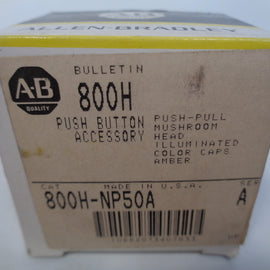 ALLEN-BRADLEY
BULLETIN
A-B
QUALITY
800H
PUSH BUTTON
ACCESSORY
PUSH-PULL
MUSHROOM
HEAD
ILLUMINATED
COLOR CAPS
AMBER
CAT MADE IN U.S.A. SER
800H-NP50A A